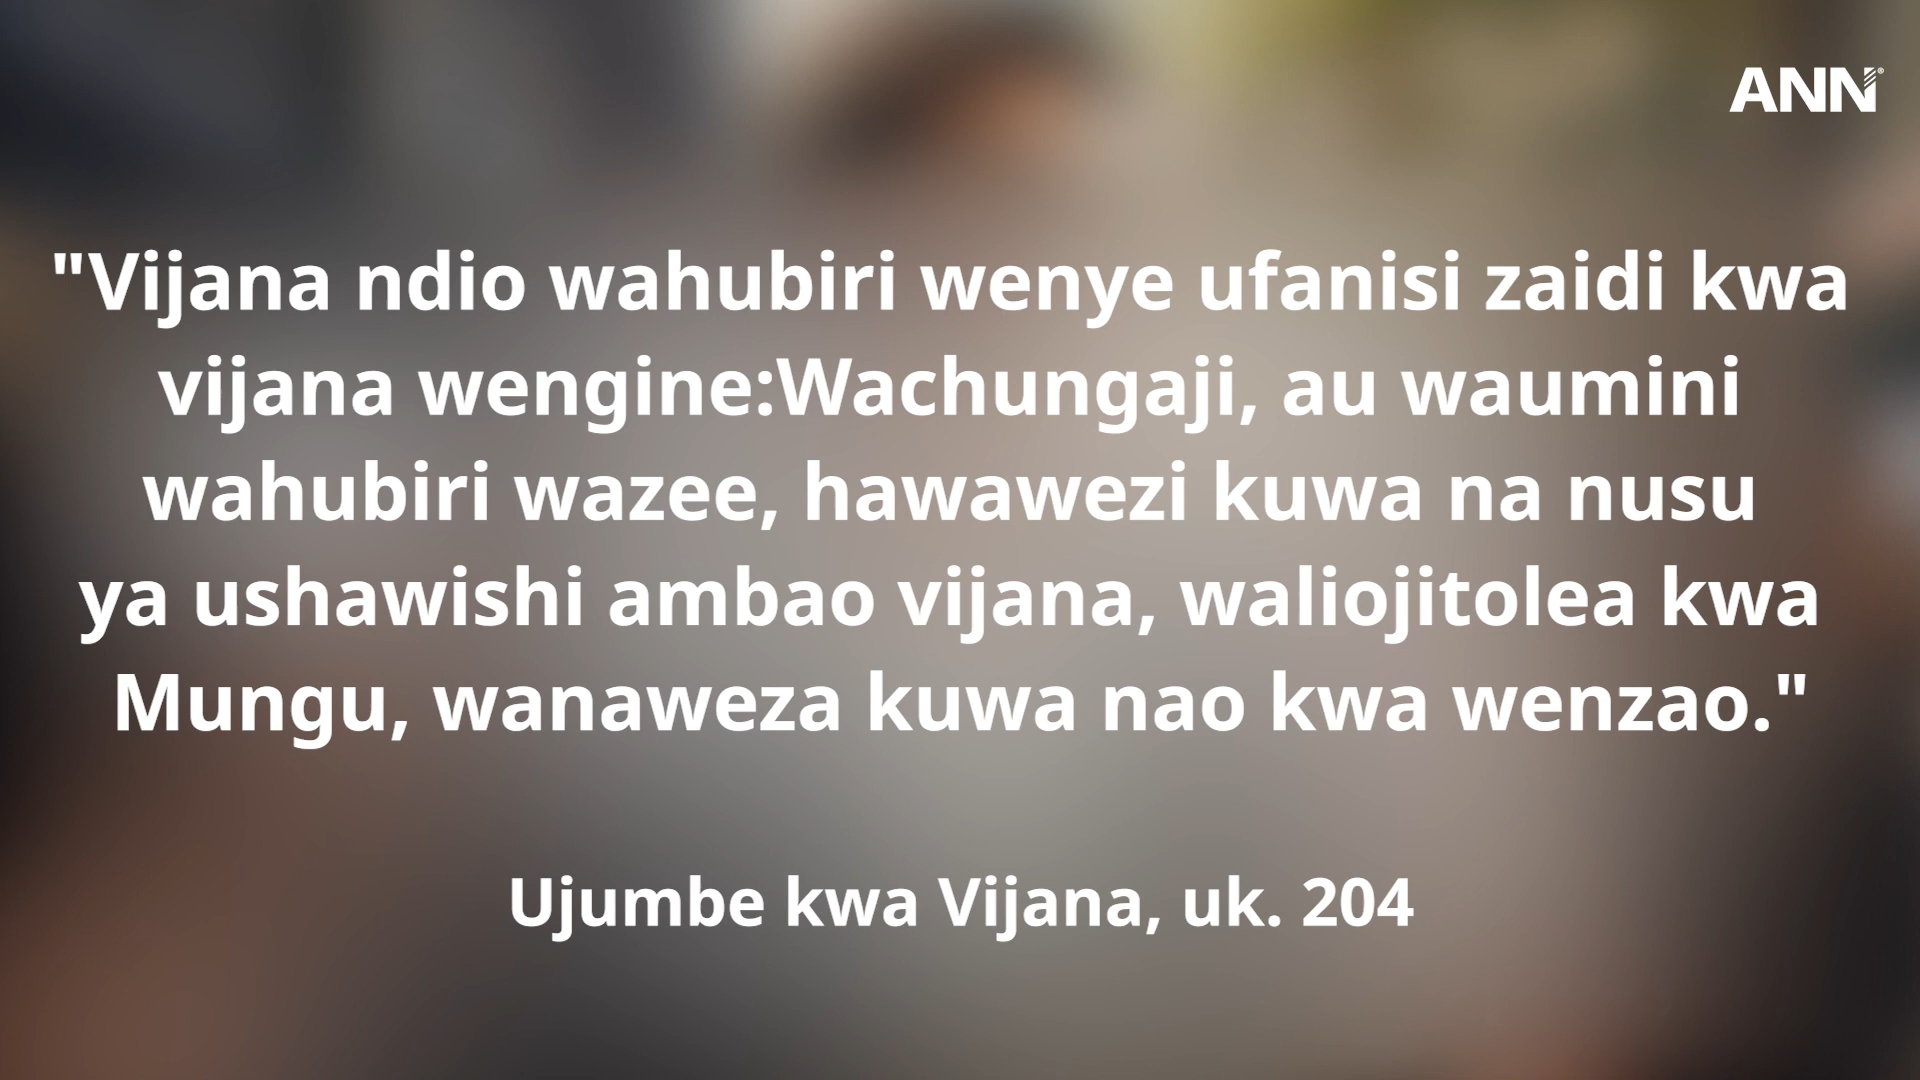 ANN®
"Vijana ndio wahubiri wenye ufanisi zaidi kwa
vijana wengine:Wachungaji, au waumini
wahubiri wazee, hawawezi kuwa na nusu
ya ushawishi ambao vijana, waliojitolea kwa
Mungu, wanaweza kuwa nao kwa wenzao."
Ujumbe kwa Vijana, uk. 204